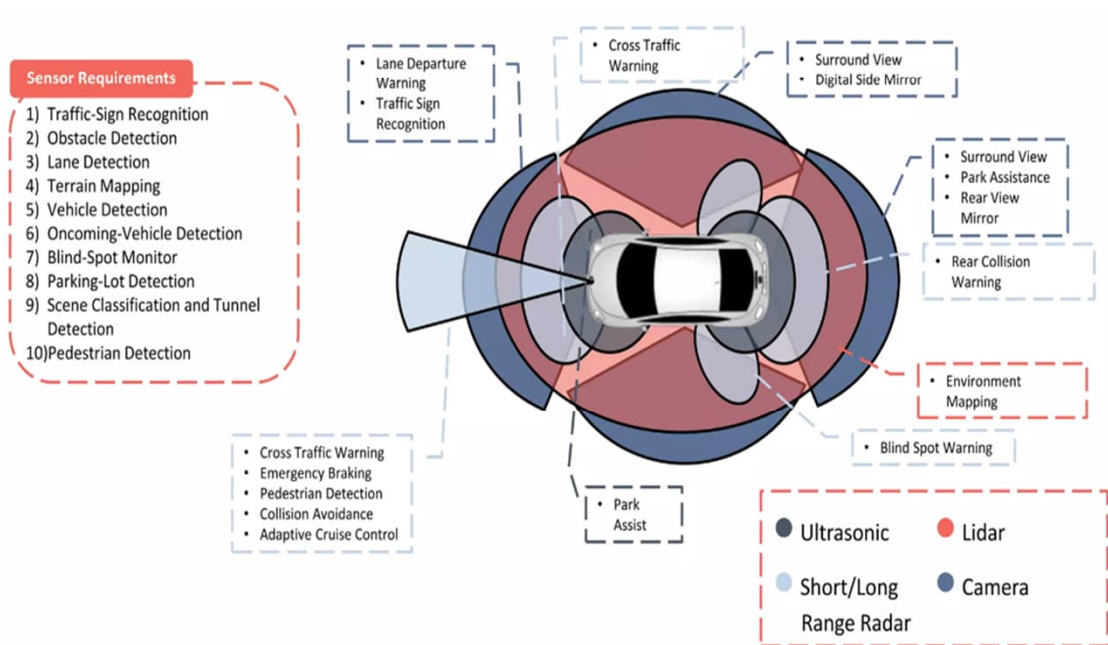 Sensor Requirements
1) Traffic-Sign Recognition
2) Obstacle Detection
3) Lane Detection
4) Terrain Mapping
5) Vehicle Detection
6) Oncoming-Vehicle Detection
7) Blind-Spot Monitor
8) Parking-Lot Detection
9) Scene Classification and Tunnel
Detection
10)Pedestrian Detection
• Lane Departure
Warning
• Traffic Sign
Recognition
• Cross Traffic
Warning
• Surround View
• Digital Side Mirror
• Surround View
• Park Assistance
• Rear View
Mirror
• Rear Collision
Warning
• Environment
Mapping
• Blind Spot Warning
• Cross Traffic Warning
• Emergency Braking
• Pedestrian Detection
• Collision Avoidance
• Adaptive Cruise Control
• Park
Assist
Ultrasonic
Lidar
Short/Long
Range Radar
Camera